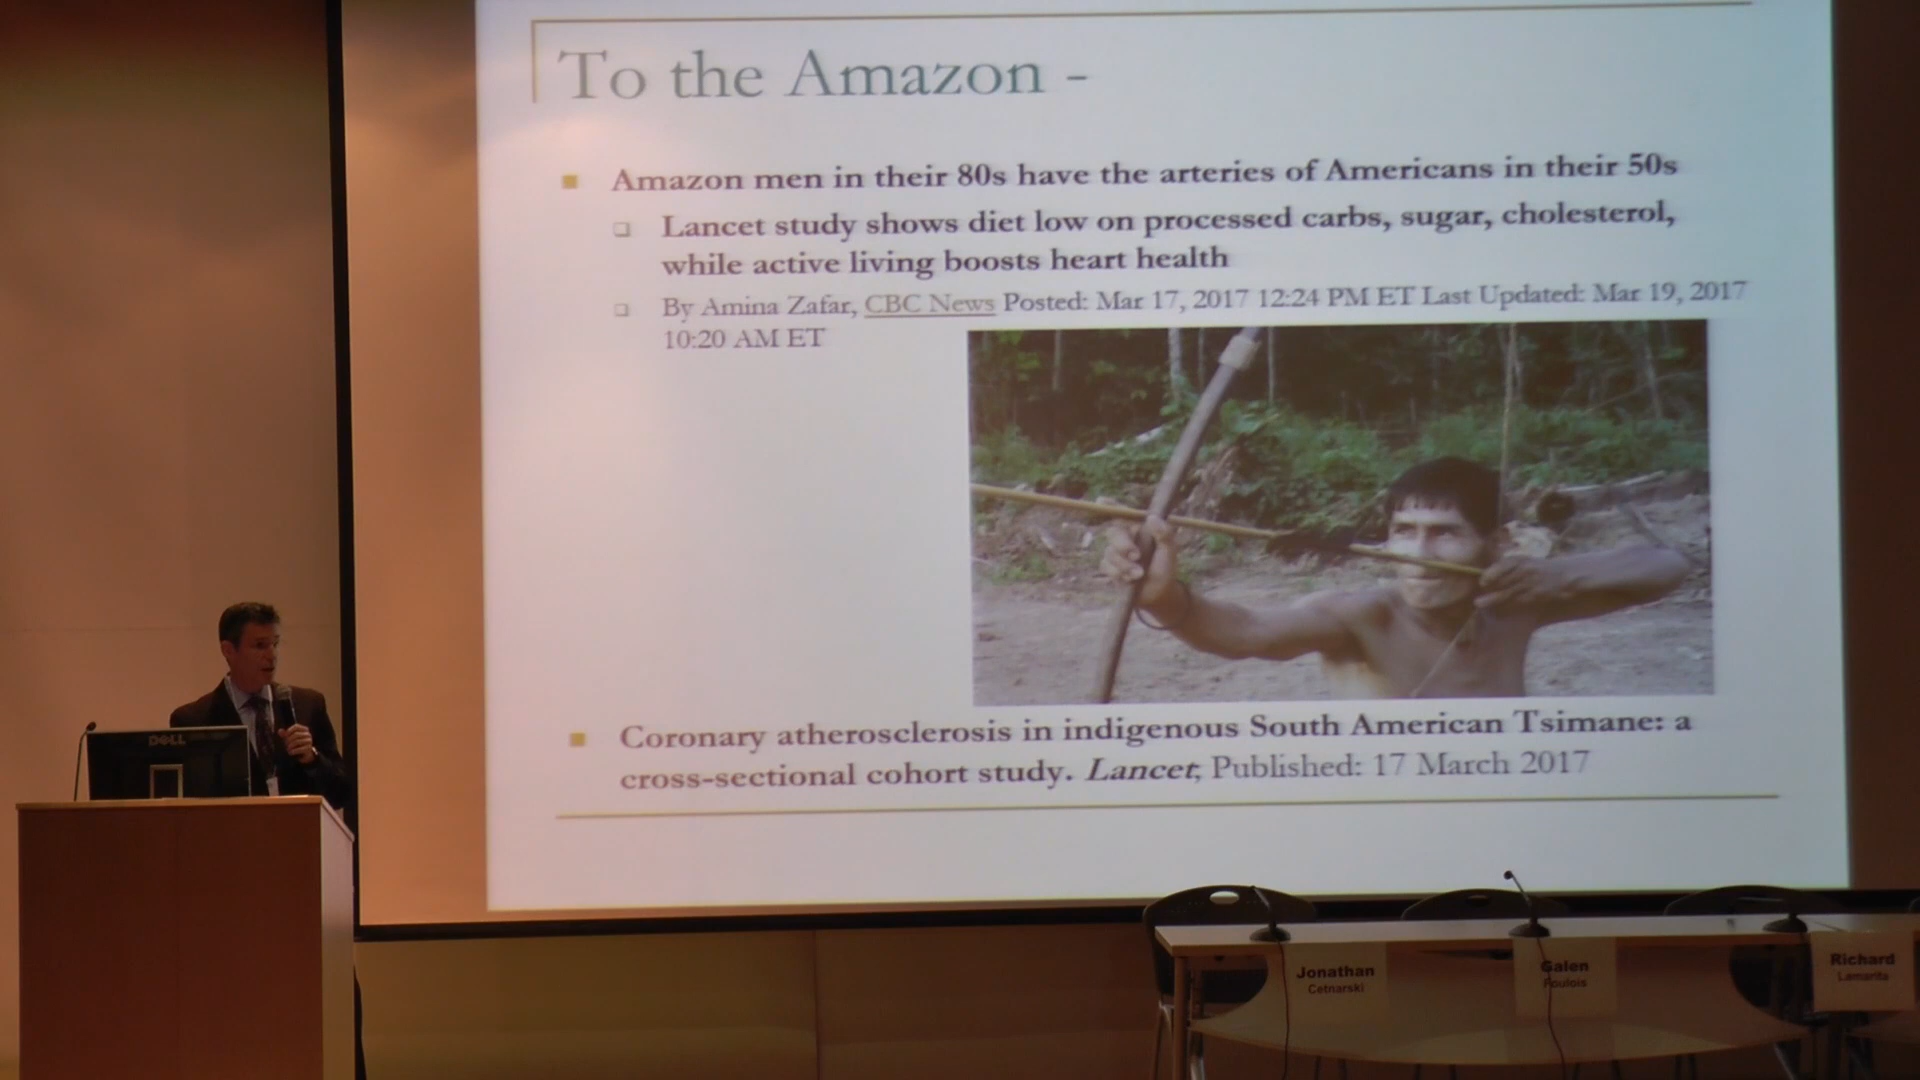 To the Amazon -
Amazon men in their 80s have the arteries of Americans in their 50s
Lancet study shows diet low on processed carbs, sugar, cholesterol,
while active living boosts heart health
By Amina Zafar, CBC News Posted: Mar 17, 2017 12:24 PM ET Last Updated: Mar 19, 2017
10:20 AM ET
Coronary atherosclerosis in indigenous South American Tsimane: a
cross-sectional cohort study. Lancet, Published: 17 March 2017
DELL
Jonathan
Cetnarski
Galen
Poulois
Richard
Lamarita